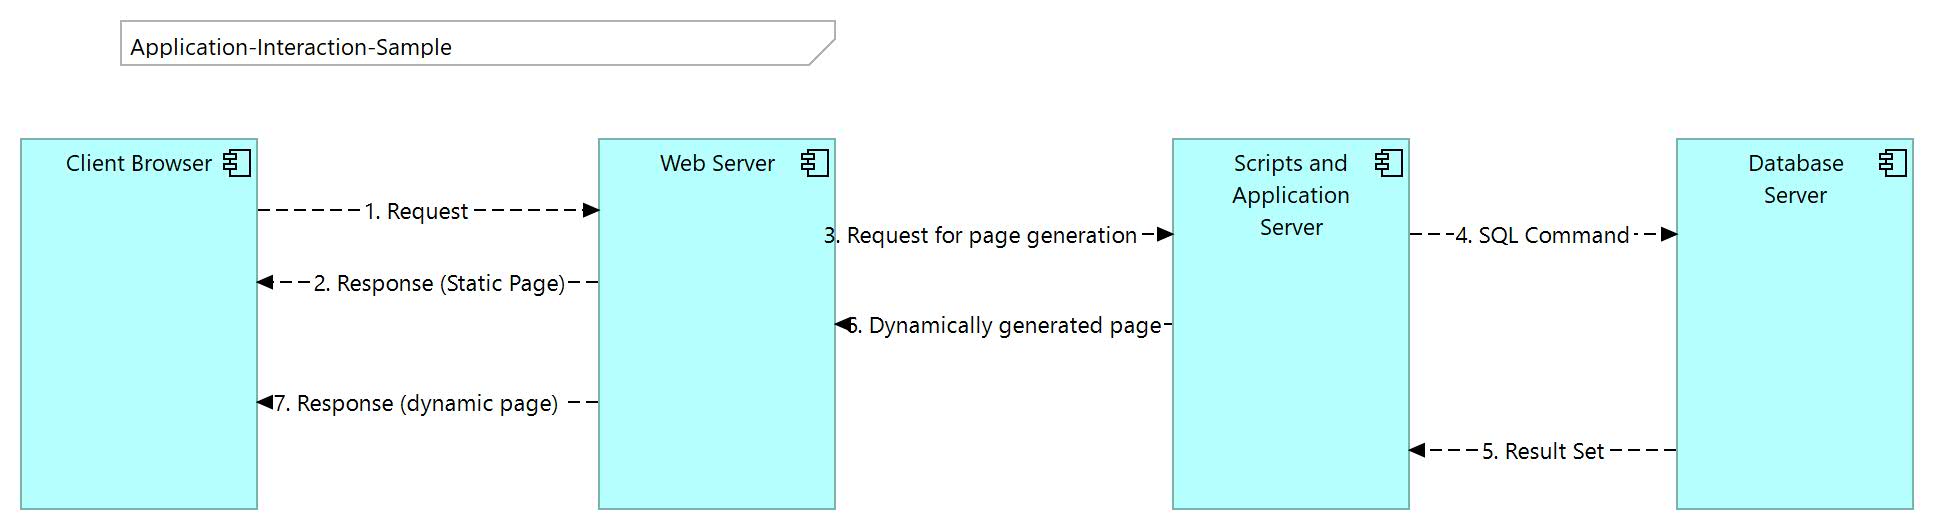 Application-Interaction-Sample
Client Browser
Web Server
Scripts and
Application
Server
Database
Server
1. Request
3. Request for page generation
4. SQL Command
2. Response (Static Page)
6. Dynamically generated page
7. Response (dynamic page)
5. Result Set